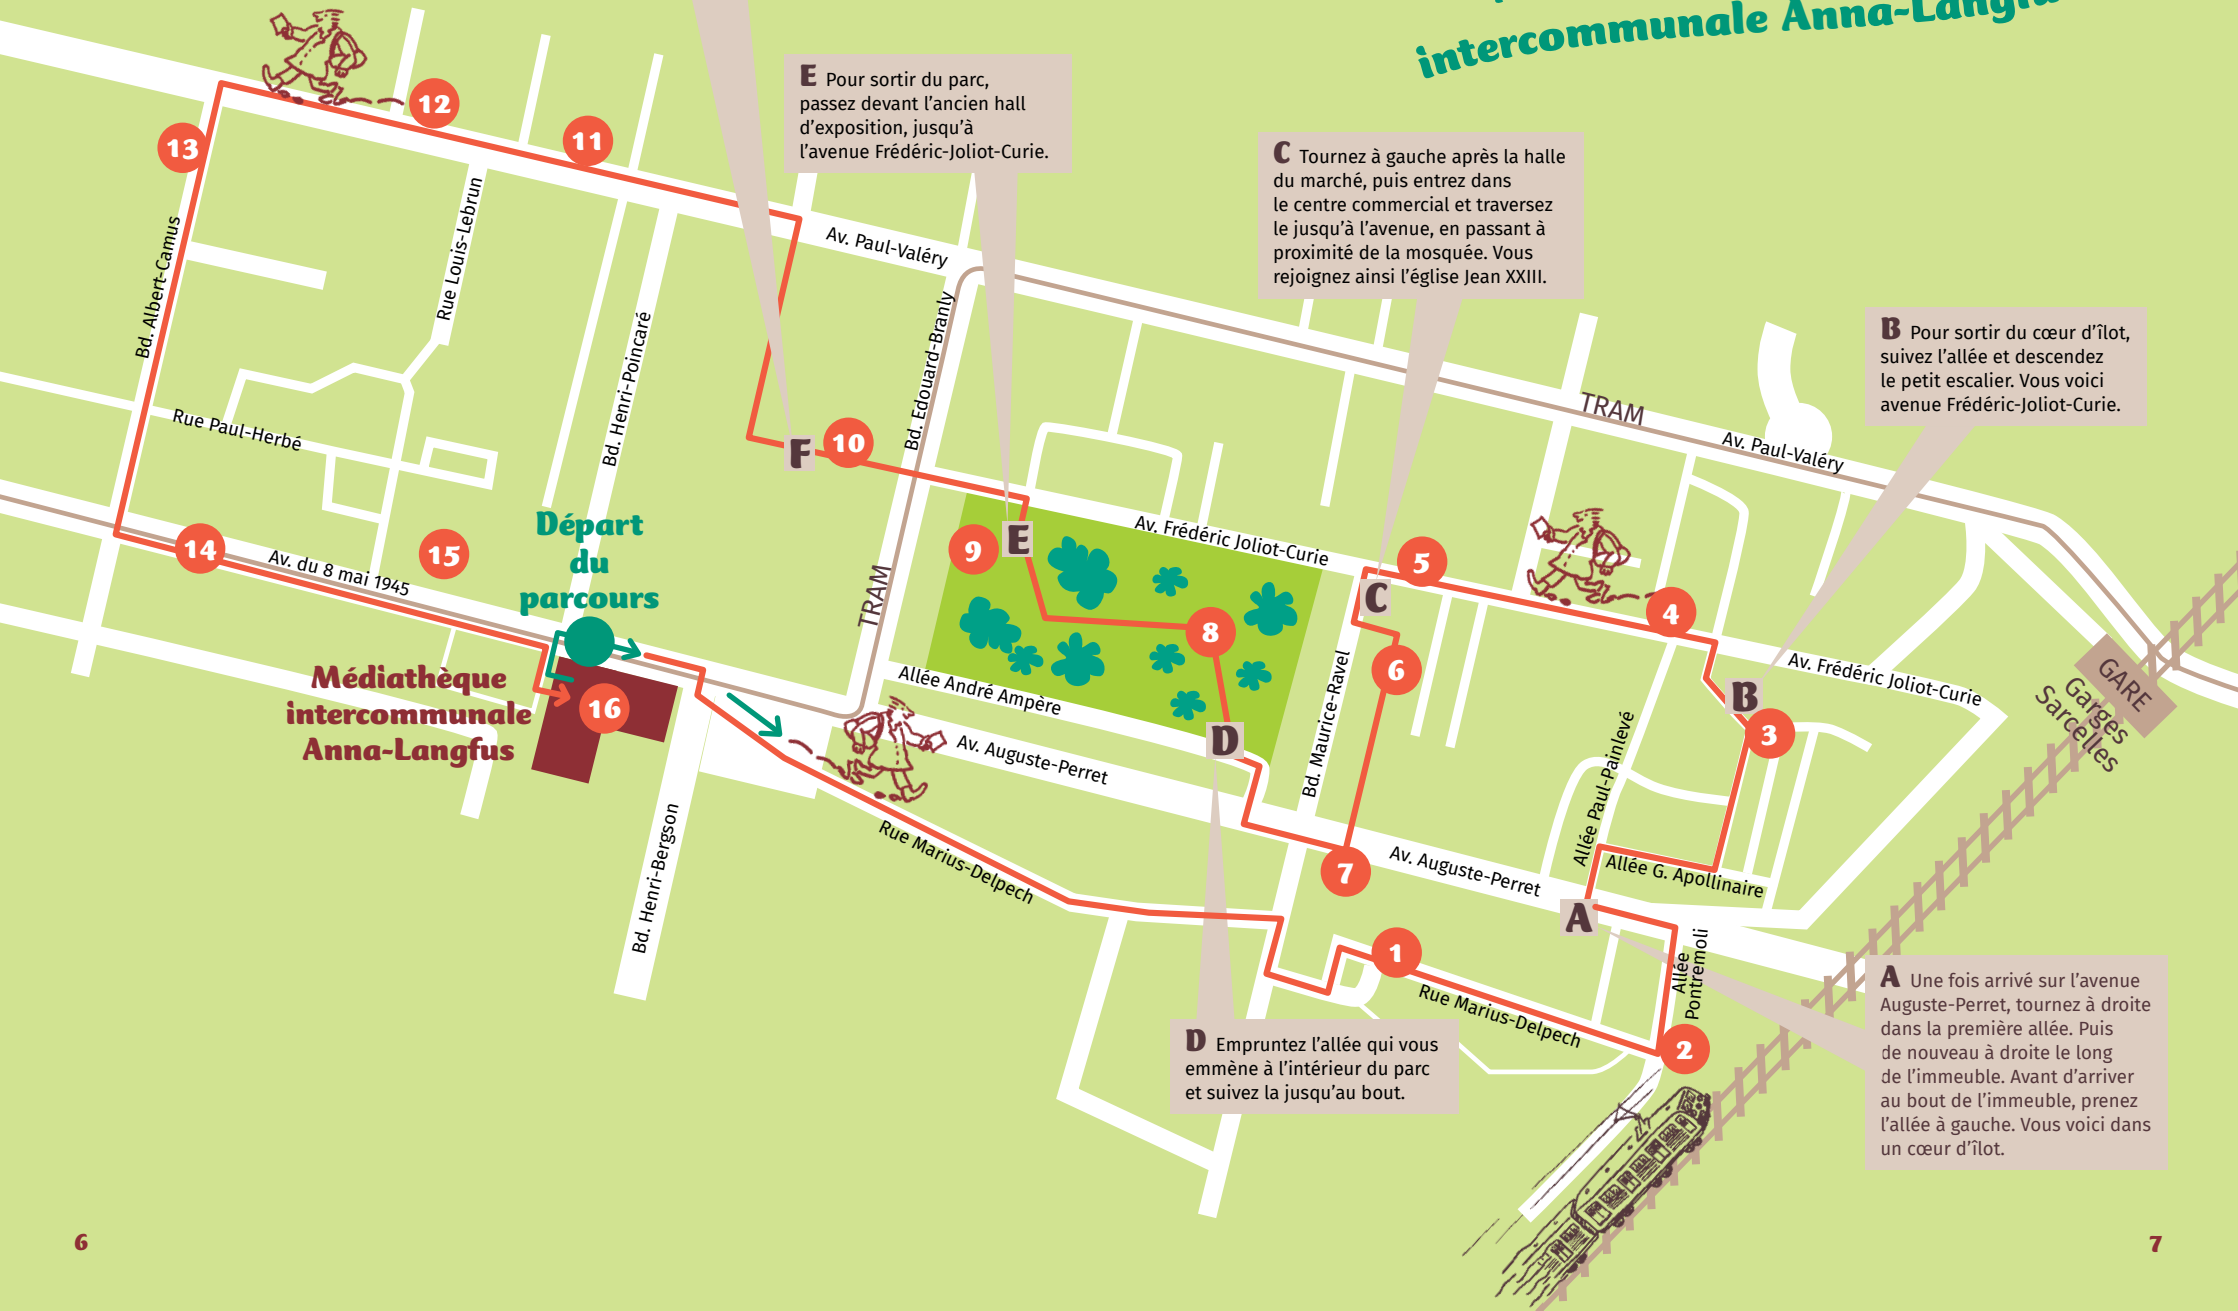 intercommunale Anna-Langfus
E Pour sortir du parc,
passez devant l'ancien hall
d'exposition, jusqu'à
l'avenue Frédéric-Joliot-Curie.
C Tournez à gauche après la halle
du marché, puis entrez dans
le centre commercial et traversez
le jusqu'à l'avenue, en passant à
proximité de la mosquée. Vous
rejoignez ainsi l'église Jean XXIII.
B Pour sortir du cœur d'îlot,
suivez l'allée et descendez
le petit escalier. Vous voici
avenue Frédéric-Joliot-Curie.
12
11
13
Bd. Albert-Camus
Rue Louis-Lebrun
Bd. Henri-Poincaré
Av. Paul-Valéry
Bd. Edouard-Branly
TRAM
Av. Paul-Valéry
Rue Paul-Herbé
F
10
E
9
Av. Frédéric Joliot-Curie
5
C
4
14
Av. du 8 mai 1945
15
Départ
du
parcours
TRAM
8
6
Bd. Maurice-Ravel
Av. Frédéric Joliot-Curie
B
3
GARE
Garges
Sarcelles
Médiathèque
intercommunale
Anna-Langfus
16
Allée André Ampère
D
Av. Auguste-Perret
Allée Paul-Painlevé
Bd. Henri-Bergson
Rue Marius-Delpech
7
Av. Auguste-Perret
Allée G. Apollinaire
A
1
Rue Marius-Delpech
Allée
Pontremoli
2
A Une fois arrivé sur l'avenue
Auguste-Perret, tournez à droite
dans la première allée. Puis
de nouveau à droite le long
de l'immeuble. Avant d'arriver
au bout de l'immeuble, prenez
l'allée à gauche. Vous voici dans
un cœur d'îlot.
D Empruntez l'allée qui vous
emmène à l'intérieur du parc
et suivez la jusqu'au bout.
6
7